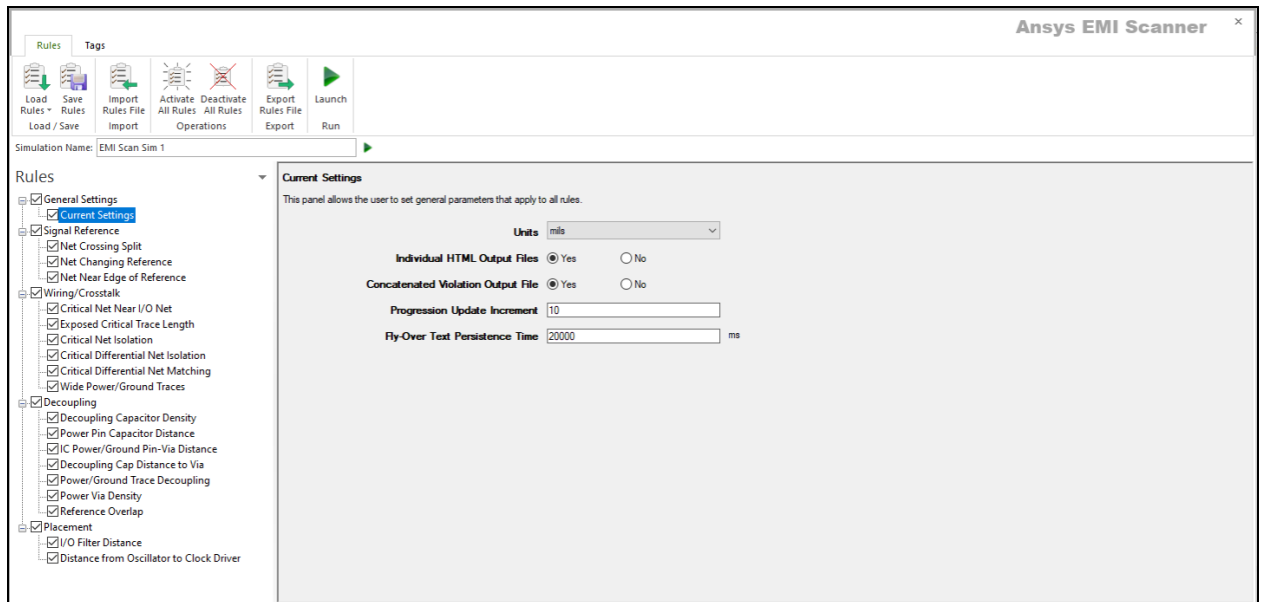 Ansys EMI Scanner ×
Rules Tags
Load Rules Save Rules Import Rules File Activate All Rules Deactivate All Rules Export Rules File Launch
Load / Save Import Operations Export Run
Simulation Name: EMI Scan Sim 1
Rules
General Settings
Current Settings
Signal Reference
Net Crossing Split
Net Changing Reference
Net Near Edge of Reference
Wiring/Crosstalk
Critical Net Near I/O Net
Exposed Critical Trace Length
Critical Net Isolation
Critical Differential Net Isolation
Critical Differential Net Matching
Wide Power/Ground Traces
Decoupling
Decoupling Capacitor Density
Power Pin Capacitor Distance
IC Power/Ground Pin-Via Distance
Decoupling Cap Distance to Via
Power/Ground Trace Decoupling
Power Via Density
Reference Overlap
Placement
I/O Filter Distance
Distance from Oscillator to Clock Driver
Current Settings
This panel allows the user to set general parameters that apply to all rules.
Units mils
Individual HTML Output Files Yes No
Concatenated Violation Output File Yes No
Progression Update Increment 10
Fly-Over Text Persistence Time 20000 ms